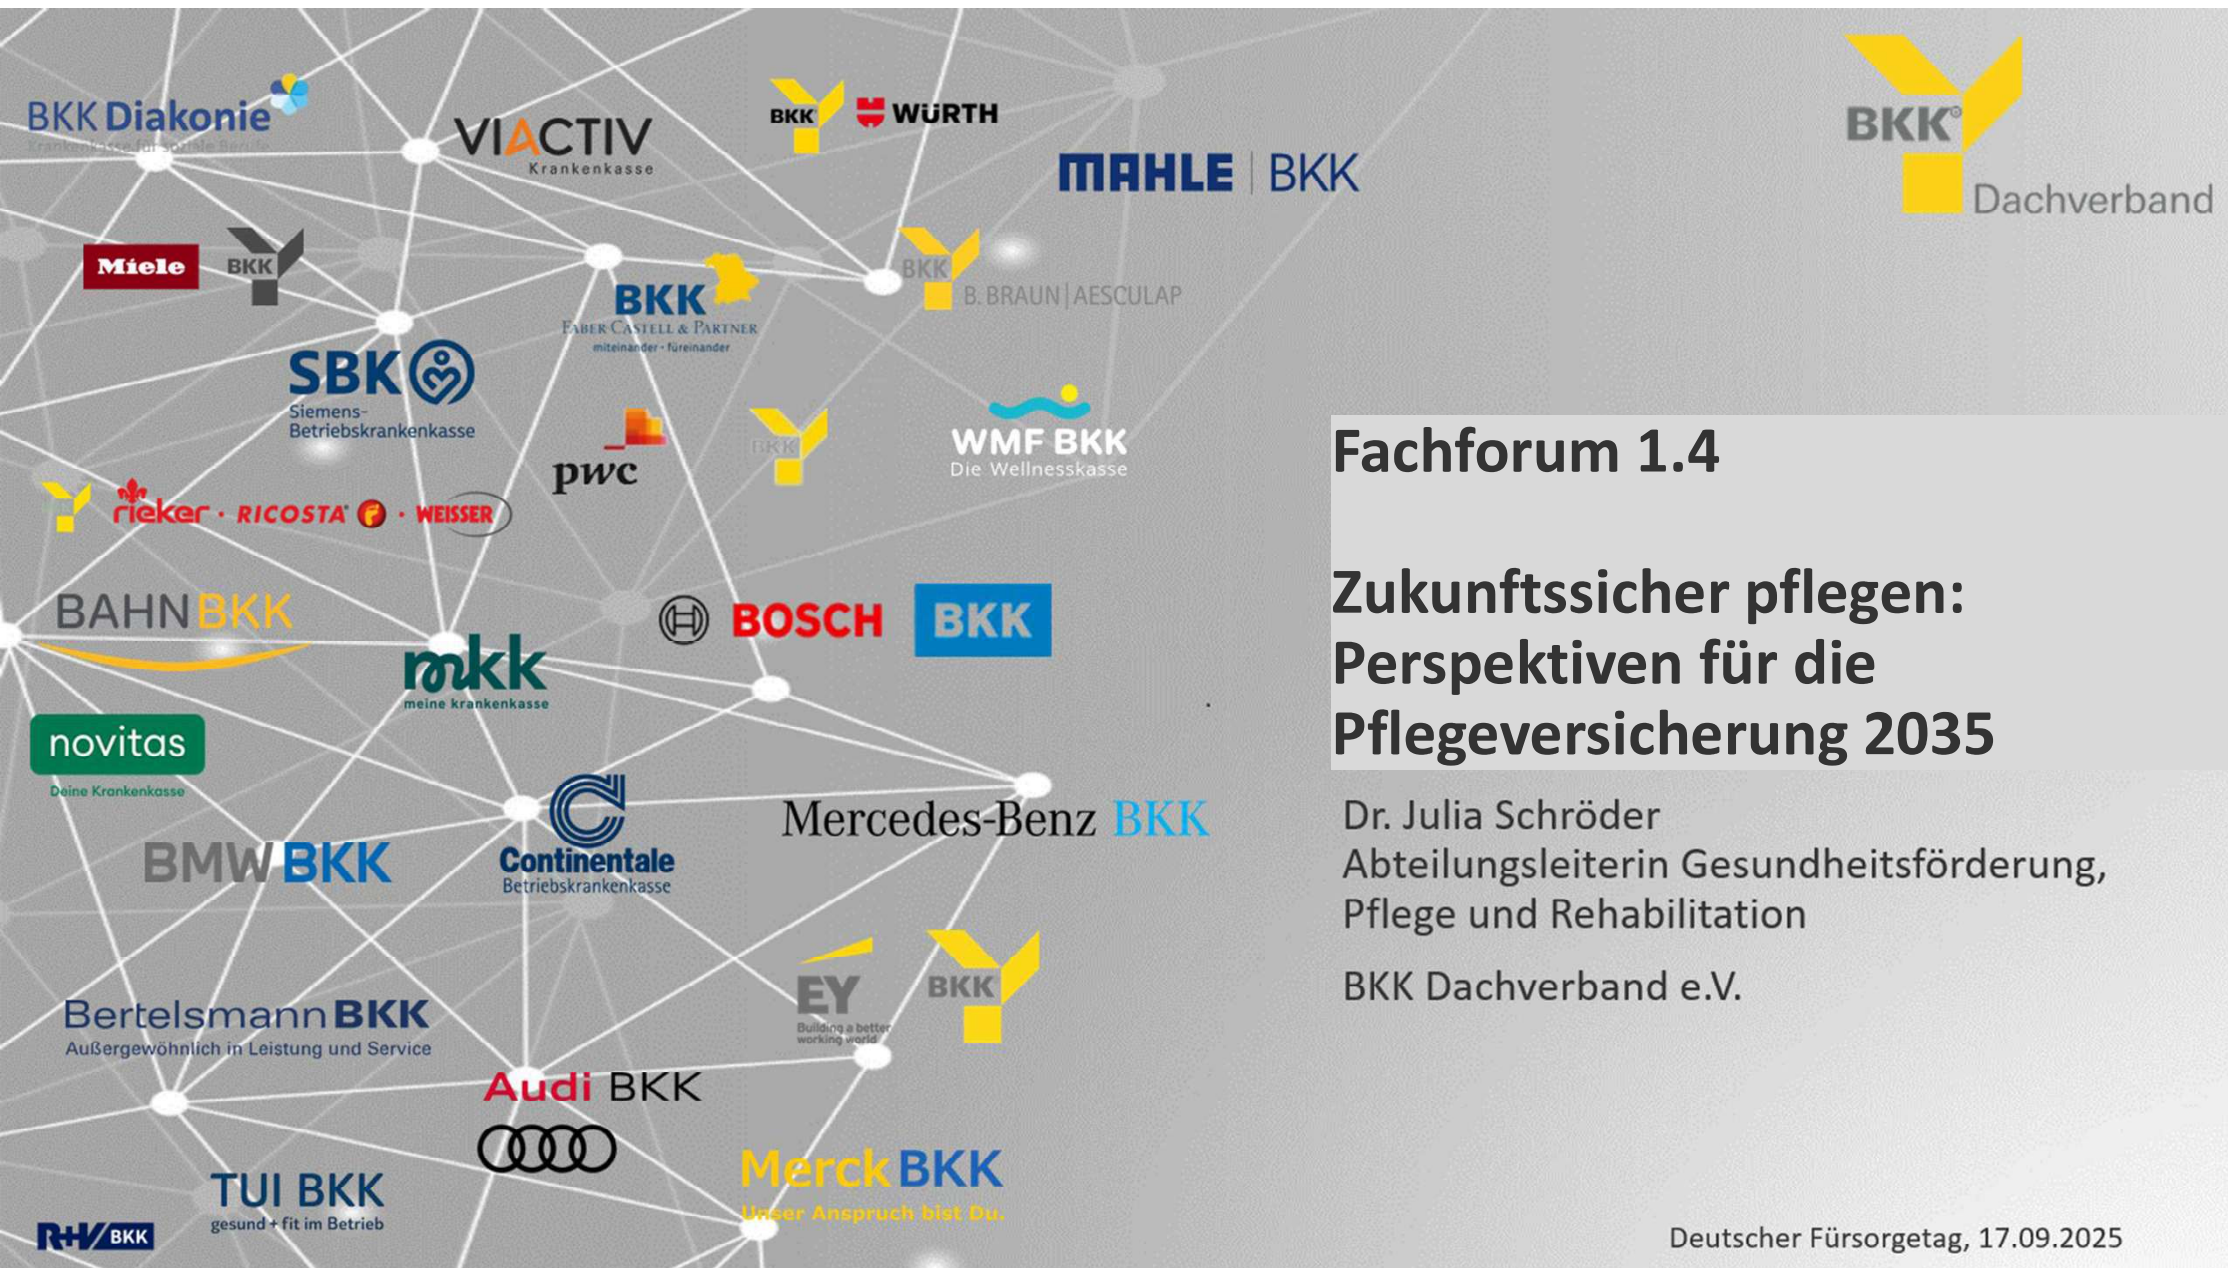 BKK Diakonie
Krankenkasse für soziale Berufe
VIACTIV
Krankenkasse
BKK WÜRTH
MAHLE | BKK
BKK®
Dachverband
Miele BKK
BKK
FABER CASTELL & PARTNER
miteinander - füreinander
BKK
B. BRAUN | AESCULAP
SBK
Siemens-
Betriebskrankenkasse
pwc BKK
WMF BKK
Die Wellnesskasse
rieker · RICOSTA · WEISSER
BAHN BKK
mkk
meine krankenkasse
BOSCH BKK
novitas
Deine Krankenkasse
Continentale
Betriebskrankenkasse
Mercedes-Benz BKK
BMW BKK
EY
Building a better
working world
BKK
Bertelsmann BKK
Außergewöhnlich in Leistung und Service
Audi BKK
Merck BKK
Unser Anspruch bist Du.
TUI BKK
gesund + fit im Betrieb
R+V BKK
Fachforum 1.4
Zukunftssicher pflegen:
Perspektiven für die
Pflegeversicherung 2035
Dr. Julia Schröder
Abteilungsleiterin Gesundheitsförderung,
Pflege und Rehabilitation
BKK Dachverband e.V.
Deutscher Fürsorgetag, 17.09.2025